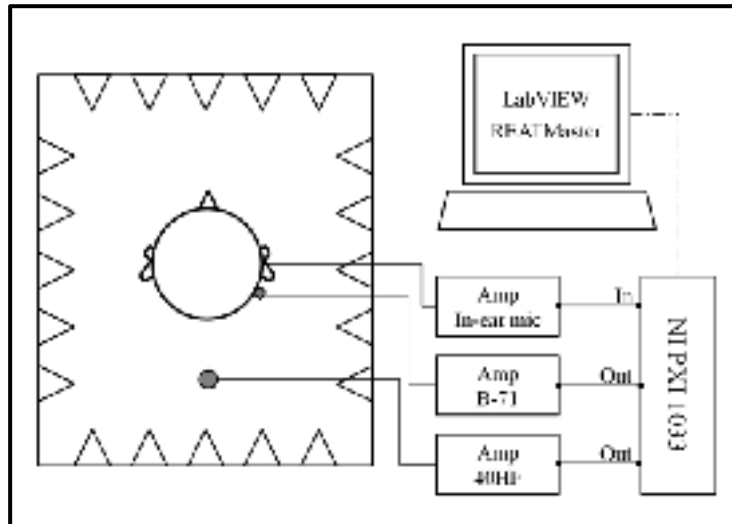 LabVIEW
REATMaster
Amp
In-ear mic
In
Amp
B-71
Out
Amp
40HF
Out
NI PXI 1033